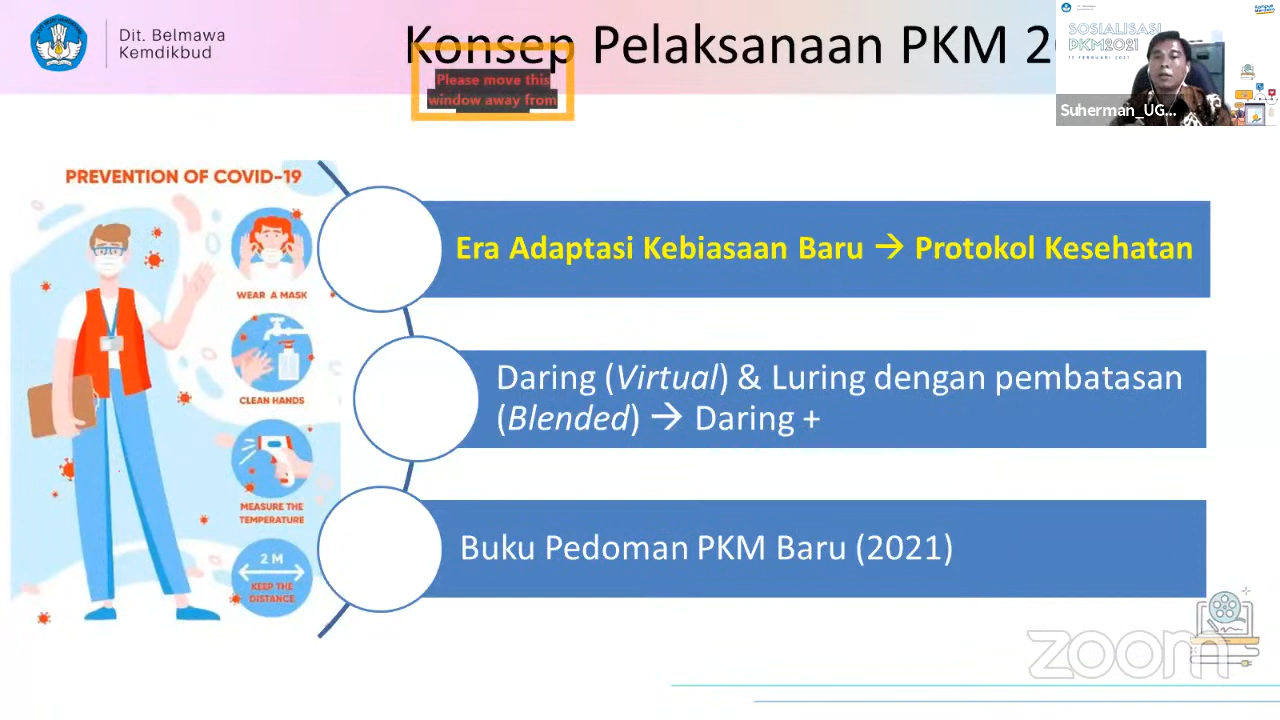 Dit. Belmawa
Kemdikbud
Konsep Pelaksanaan PKM 2
Please move this
window away from
SOSIALISASI
PKM2021
Suherman_UG...
PREVENTION OF COVID-19
WEAR A MASK
CLEAN HANDS
MEASURE THE
TEMPERATURE
2 M
KEEP THE
DISTANCE
Era Adaptasi Kebiasaan Baru → Protokol Kesehatan
Daring (Virtual) & Luring dengan pembatasan
(Blended) → Daring +
Buku Pedoman PKM Baru (2021)
zoom